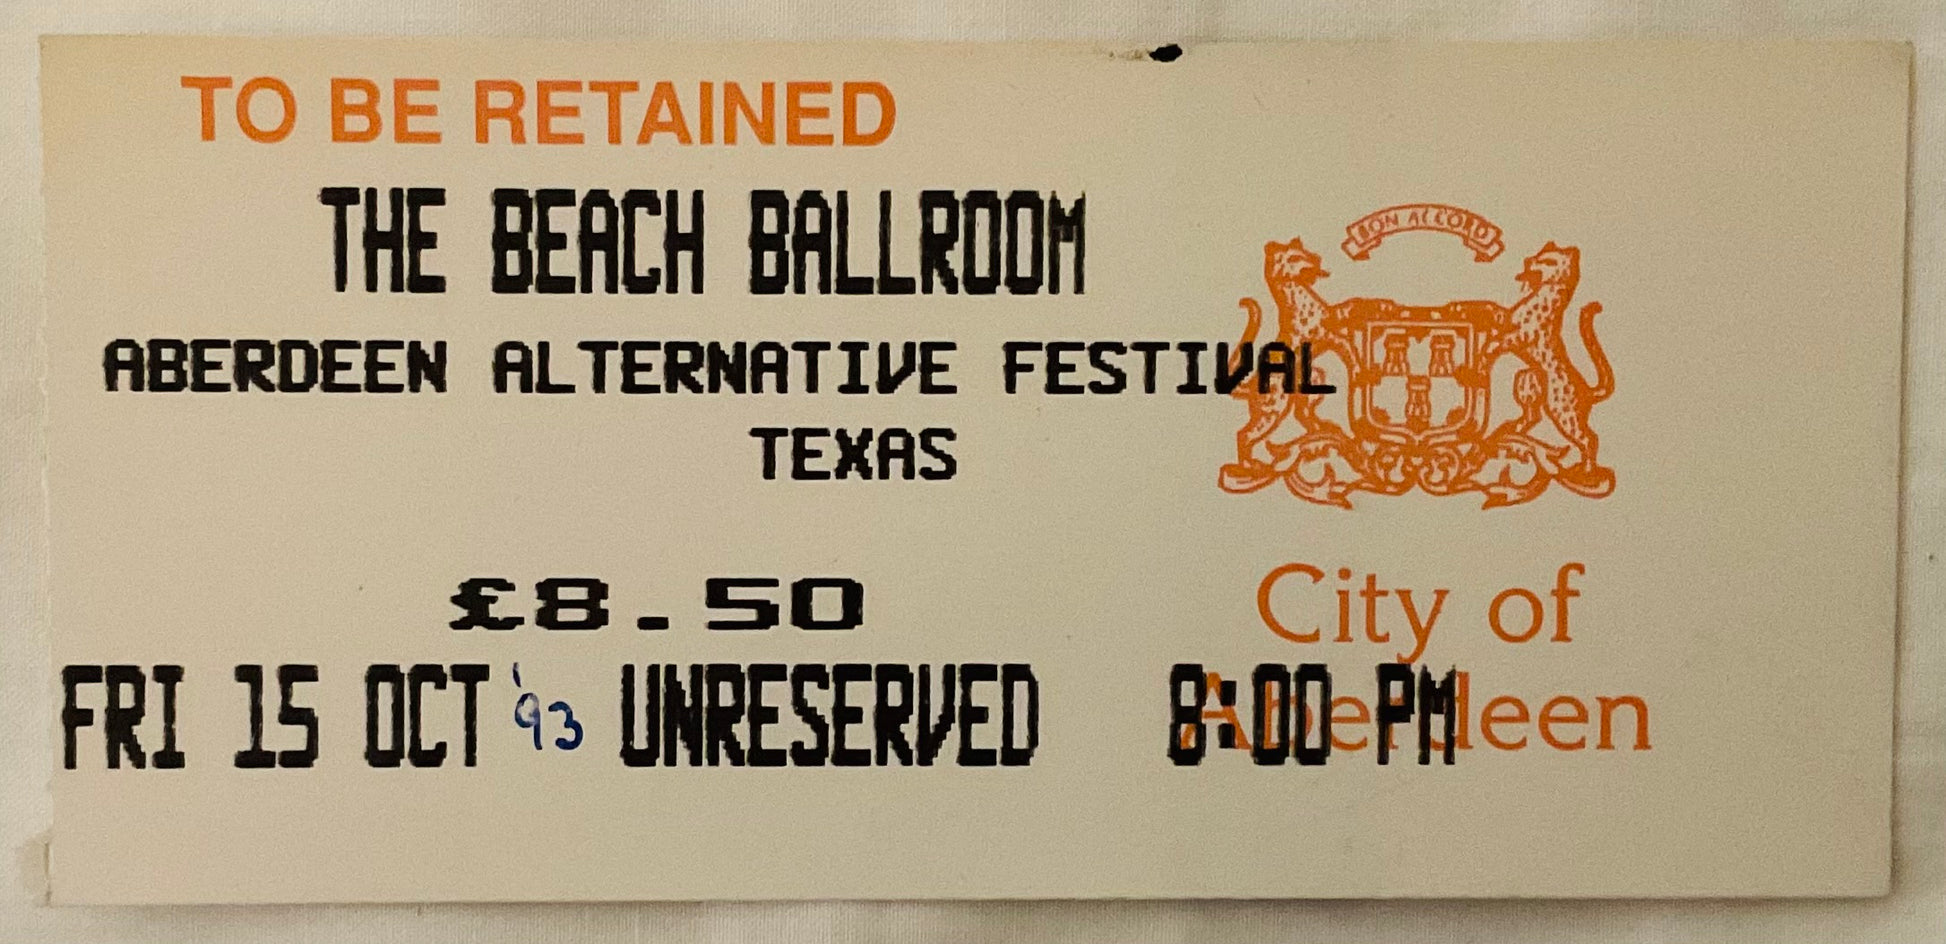 TO BE RETAINED
THE BEACH BALLROOM
BON ACCORD
ABERDEEN ALTERNATIVE FESTIVAL
TEXAS
£8.50
City of
Aberdeen
FRI 15 OCT '93 UNRESERVED 8:00 PM